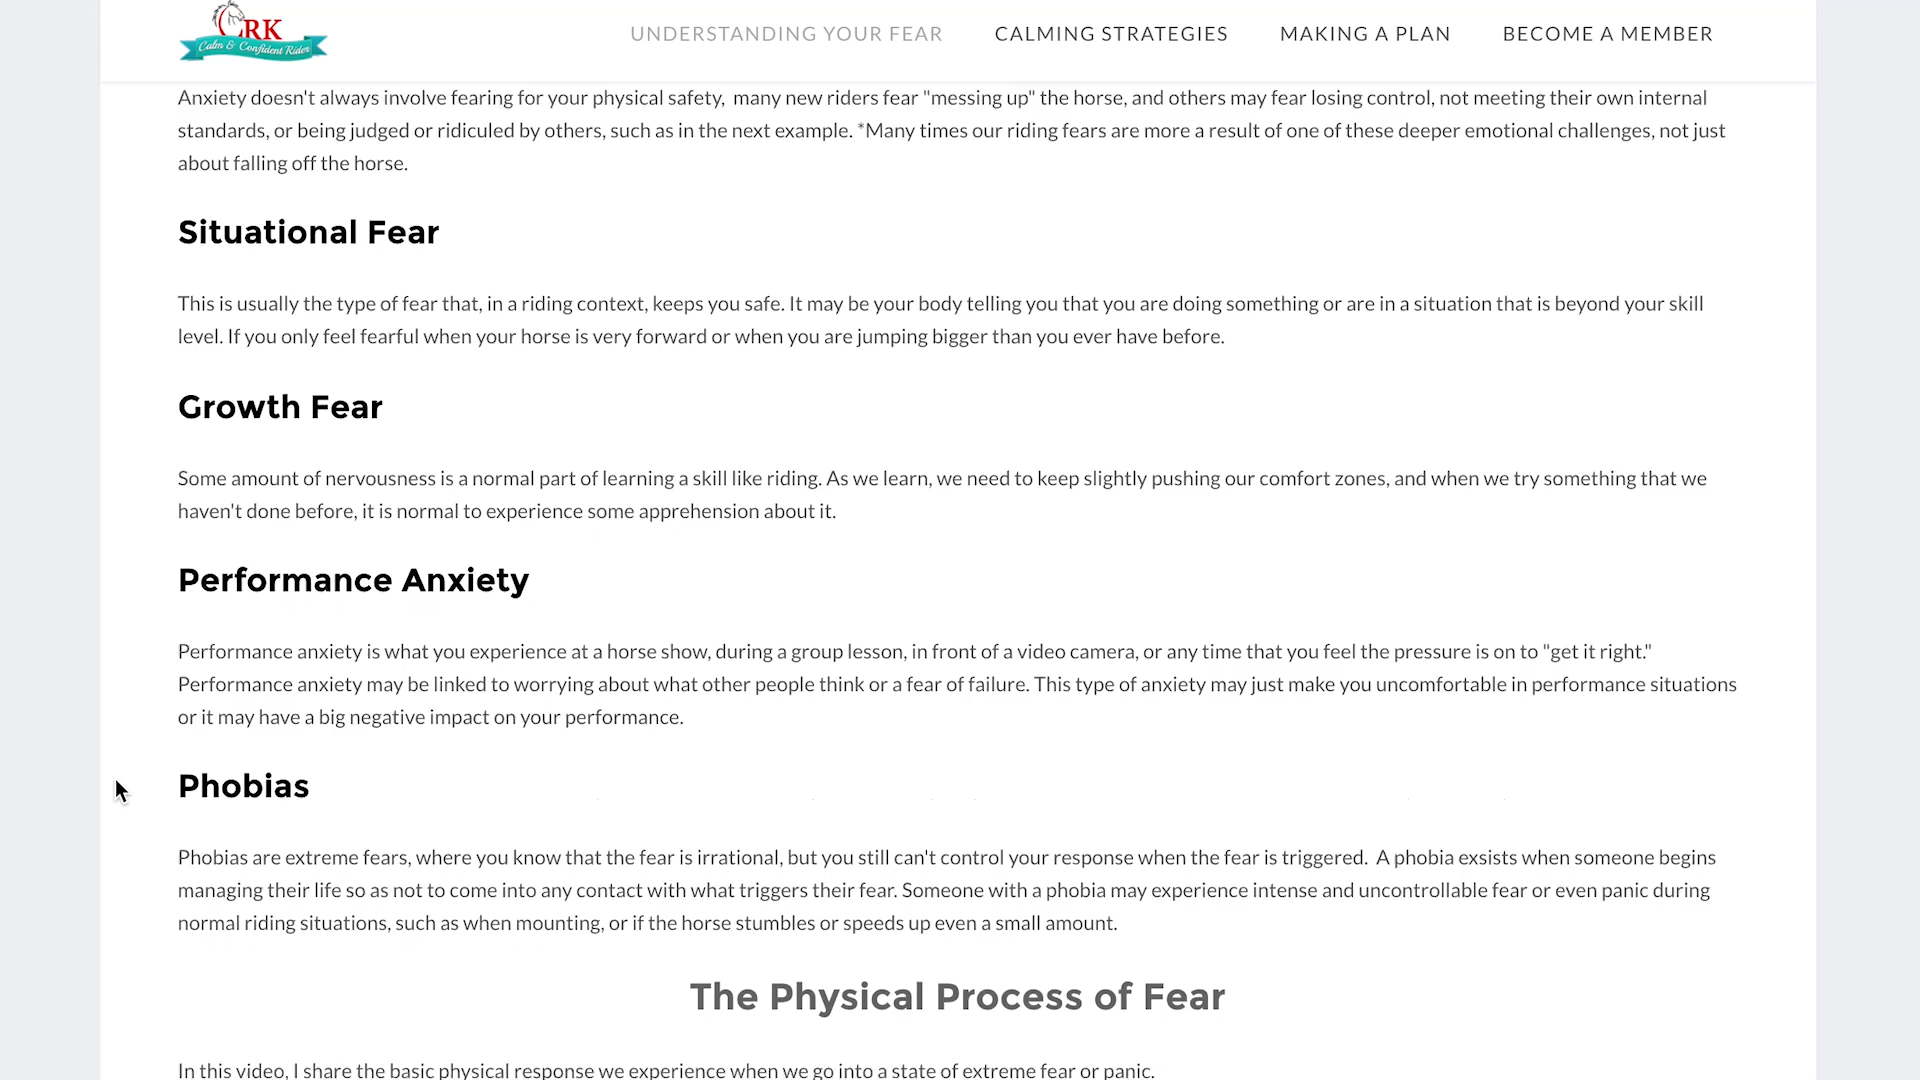 CRK
Calm & Confident Rider
UNDERSTANDING YOUR FEAR
CALMING STRATEGIES
MAKING A PLAN
BECOME A MEMBER
Anxiety doesn't always involve fearing for your physical safety,  many new riders fear "messing up" the horse, and others may fear losing control, not meeting their own internal
standards, or being judged or ridiculed by others, such as in the next example. *Many times our riding fears are more a result of one of these deeper emotional challenges, not just
about falling off the horse.
Situational Fear
This is usually the type of fear that, in a riding context, keeps you safe. It may be your body telling you that you are doing something or are in a situation that is beyond your skill
level. If you only feel fearful when your horse is very forward or when you are jumping bigger than you ever have before.
Growth Fear
Some amount of nervousness is a normal part of learning a skill like riding. As we learn, we need to keep slightly pushing our comfort zones, and when we try something that we
haven't done before, it is normal to experience some apprehension about it.
Performance Anxiety
Performance anxiety is what you experience at a horse show, during a group lesson, in front of a video camera, or any time that you feel the pressure is on to "get it right."
Performance anxiety may be linked to worrying about what other people think or a fear of failure. This type of anxiety may just make you uncomfortable in performance situations
or it may have a big negative impact on your performance.
Phobias
Phobias are extreme fears, where you know that the fear is irrational, but you still can't control your response when the fear is triggered.  A phobia exsists when someone begins
managing their life so as not to come into any contact with what triggers their fear. Someone with a phobia may experience intense and uncontrollable fear or even panic during
normal riding situations, such as when mounting, or if the horse stumbles or speeds up even a small amount.
The Physical Process of Fear
In this video, I share the basic physical response we experience when we go into a state of extreme fear or panic.